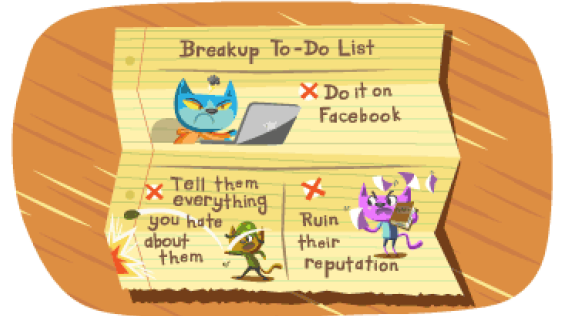 Breakup To-Do List
Do it on
Facebook
Tell them
everything
you hate
about
them
Ruin
their
reputation